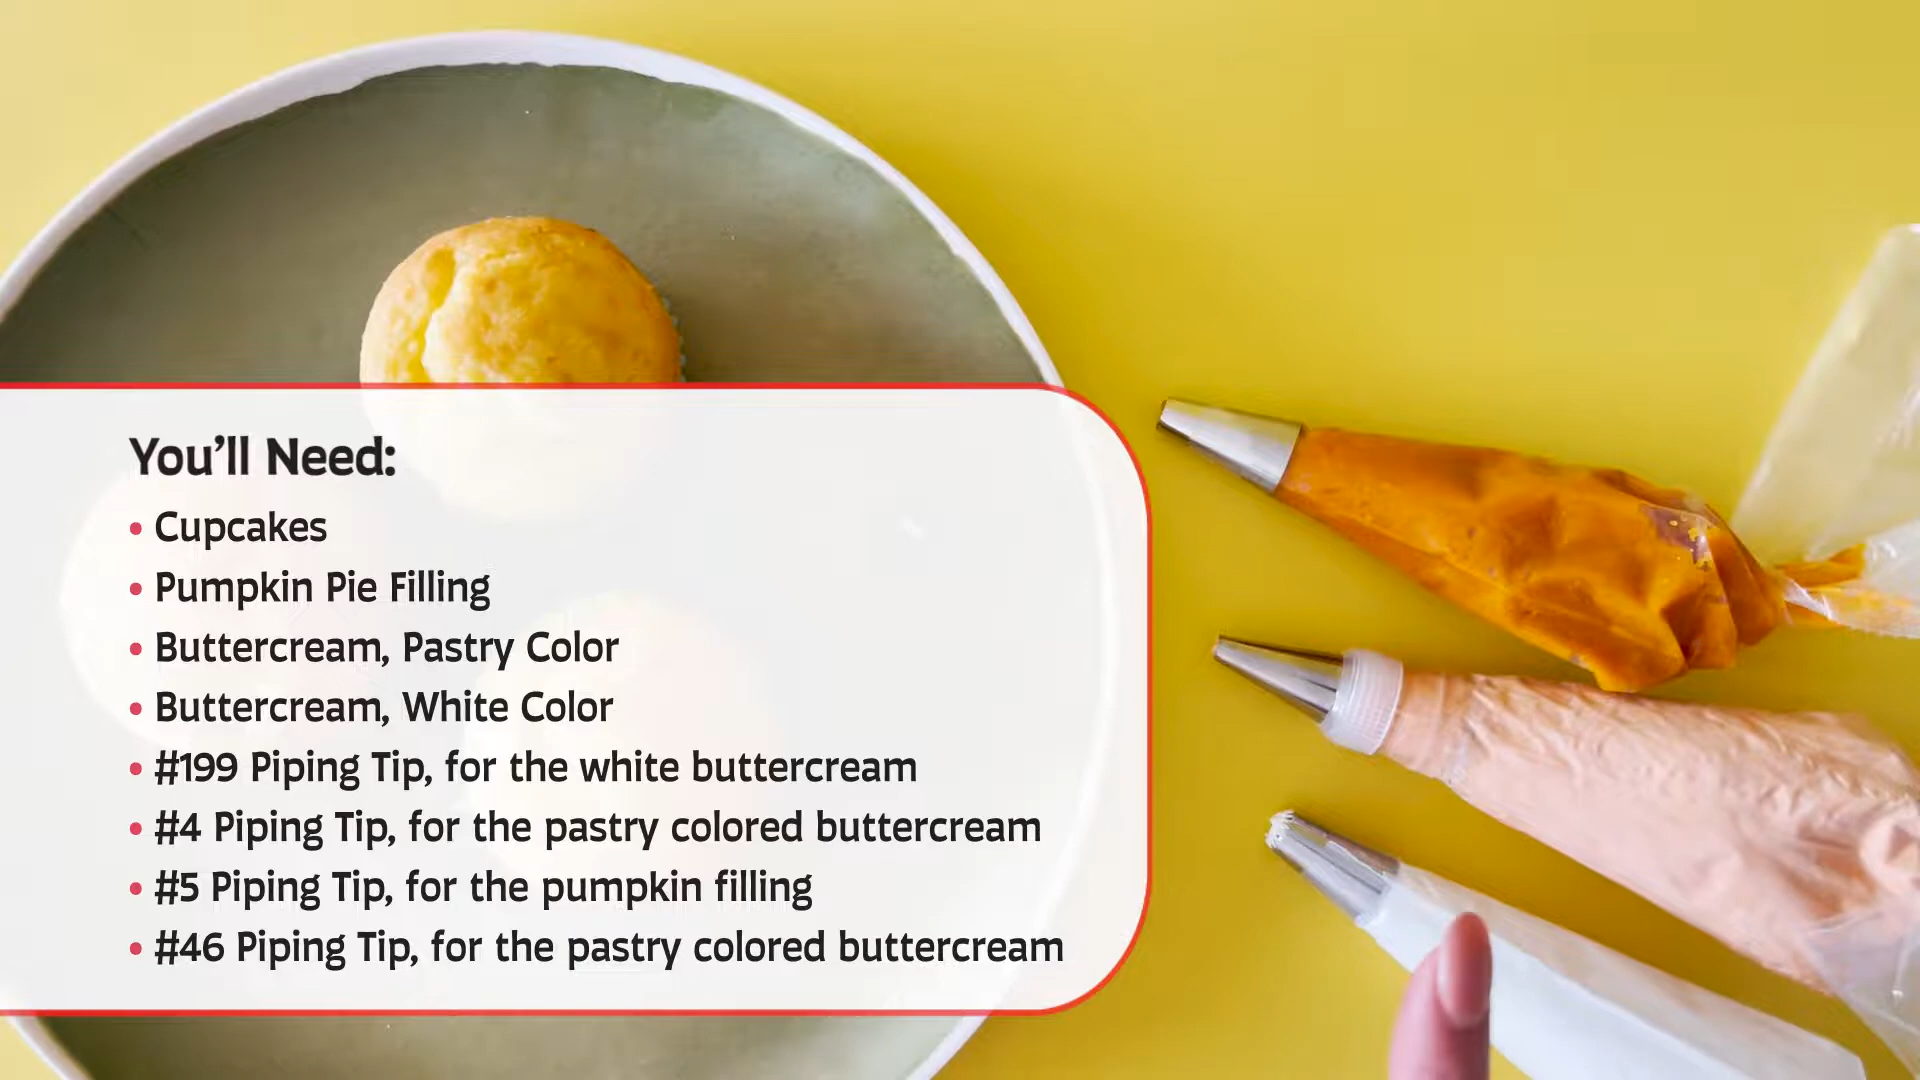 You’ll Need:
• Cupcakes
• Pumpkin Pie Filling
• Buttercream, Pastry Color
• Buttercream, White Color
• #199 Piping Tip, for the white buttercream
• #4 Piping Tip, for the pastry colored buttercream
• #5 Piping Tip, for the pumpkin filling
• #46 Piping Tip, for the pastry colored buttercream